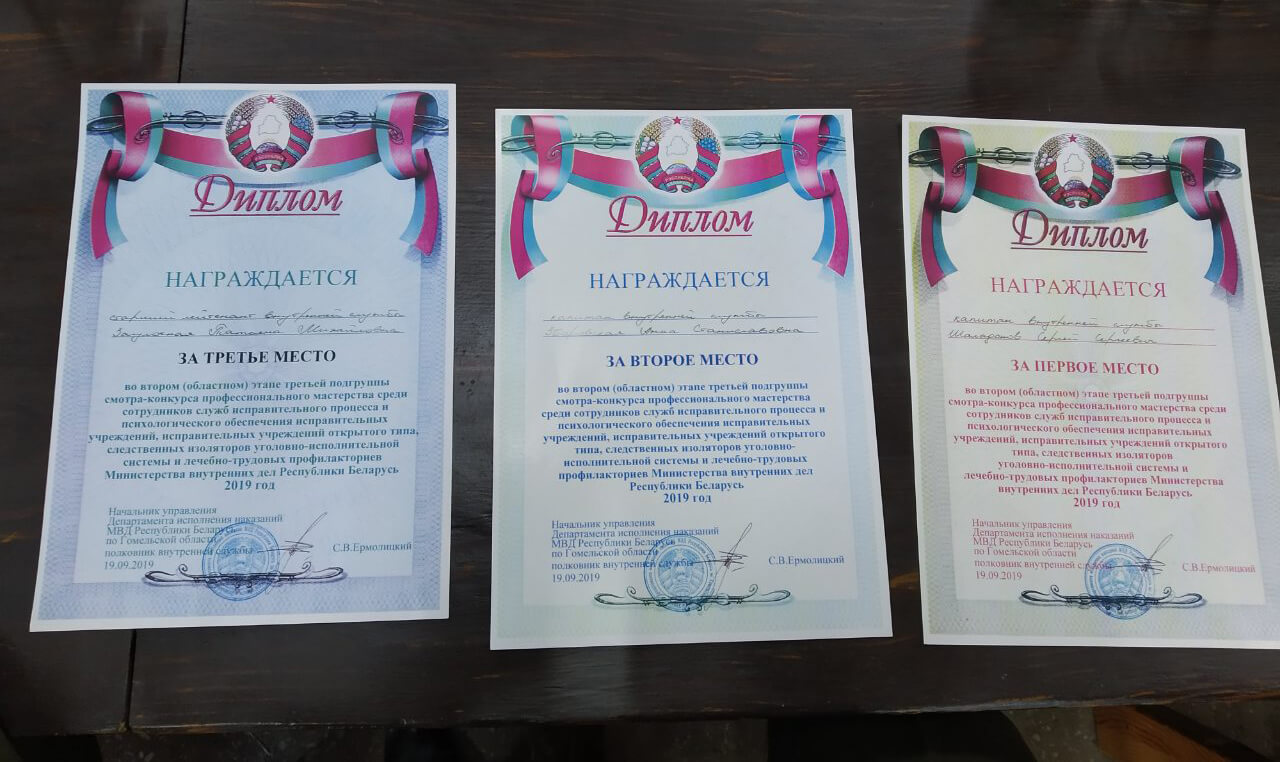 Диплом
НАГРАЖДАЕТСЯ
старший лейтенант внутренней службы
Татьяна Михайловна
ЗА ТРЕТЬЕ МЕСТО
во втором (областном) этапе третьей подгруппы
смотра-конкурса профессионального мастерства среди
сотрудников служб исправительного процесса и
психологического обеспечения исправительных
учреждений, исправительных учреждений открытого типа,
следственных изоляторов уголовно-исполнительной
системы и лечебно-трудовых профилакториев
Министерства внутренних дел Республики Беларусь
2019 год
Начальник управления
Департамента исполнения наказаний
МВД Республики Беларусь
по Гомельской области
полковник внутренней службы
С.В.Ермолицкий
19.09.2019
Диплом
НАГРАЖДАЕТСЯ
капитан внутренней службы
Анна Станиславовна
ЗА ВТОРОЕ МЕСТО
во втором (областном) этапе третьей подгруппы
смотра-конкурса профессионального мастерства
среди сотрудников служб исправительного процесса и
психологического обеспечения исправительных
учреждений, исправительных учреждений открытого
типа, следственных изоляторов уголовно-
исполнительной системы и лечебно-трудовых
профилакториев Министерства внутренних дел
Республики Беларусь
2019 год
Начальник управления
Департамента исполнения наказаний
МВД Республики Беларусь
по Гомельской области
полковник внутренней службы
С.В.Ермолицкий
19.09.2019
Диплом
НАГРАЖДАЕТСЯ
капитан внутренней службы
Сергей Сергеевич
ЗА ПЕРВОЕ МЕСТО
во втором (областном) этапе третьей подгруппы
смотра-конкурса профессионального мастерства среди
сотрудников служб исправительного процесса и
психологического обеспечения исправительных
учреждений, исправительных учреждений открытого
типа, следственных изоляторов
уголовно-исполнительной системы и
лечебно-трудовых профилакториев Министерства
внутренних дел Республики Беларусь
2019 год
Начальник управления
Департамента исполнения наказаний
МВД Республики Беларусь
по Гомельской области
полковник внутренней службы
С.В.Ермолицкий
19.09.2019